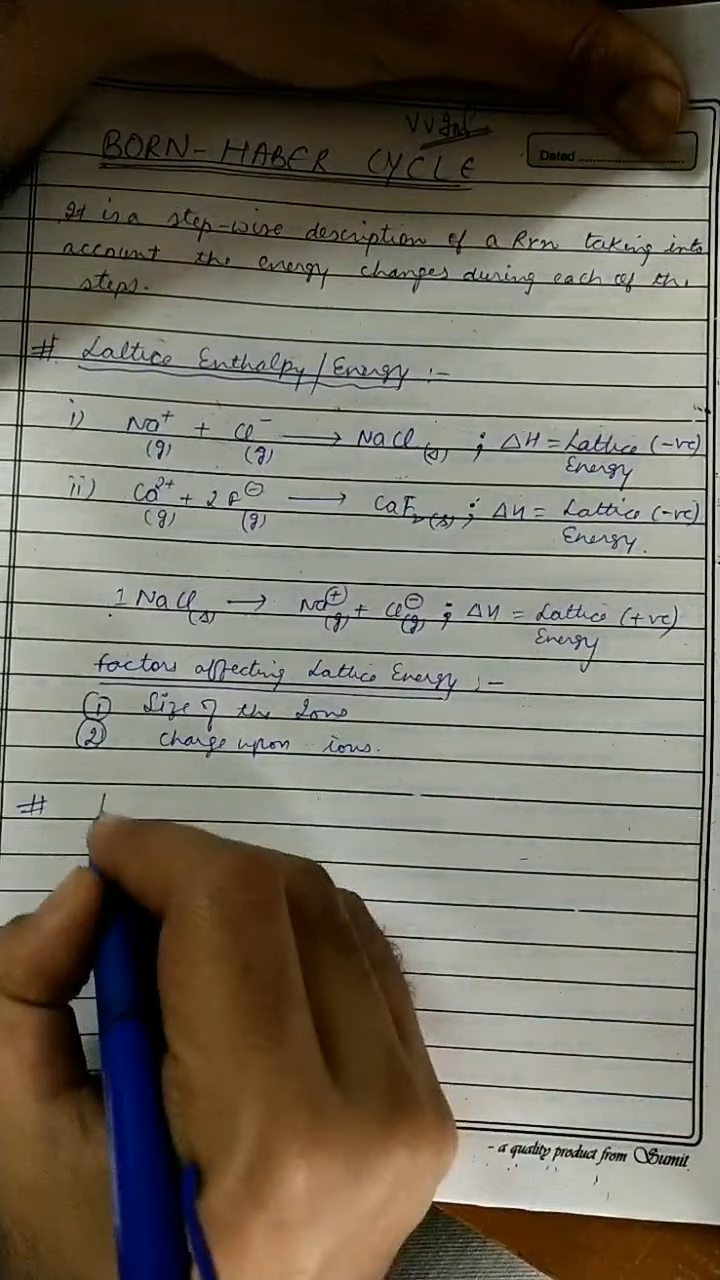 VV Imp
BORN-HABER CYCLE
Dated
It is a step-wise description of a Rxn taking into
account the energy changes during each of the
steps.
# Lattice Enthalpy/Energy :-
i) Na⁺(g) + Cl⁻(g) ⟶ NaCl(s) ; ΔH = Lattice (-ve)
Energy
ii) Ca²⁺(g) + 2F⊖(g) ⟶ CaF₂(s) ; ΔH = Lattice (-ve)
Energy.
1 NaCl(s) ⟶ Na⊕(g) + Cl⊖(g) ; ΔH = Lattice (+ve)
Energy
Factors affecting Lattice Energy :-
① Size of the Ions
② Charge upon ions.
#
- a quality product from Sumit